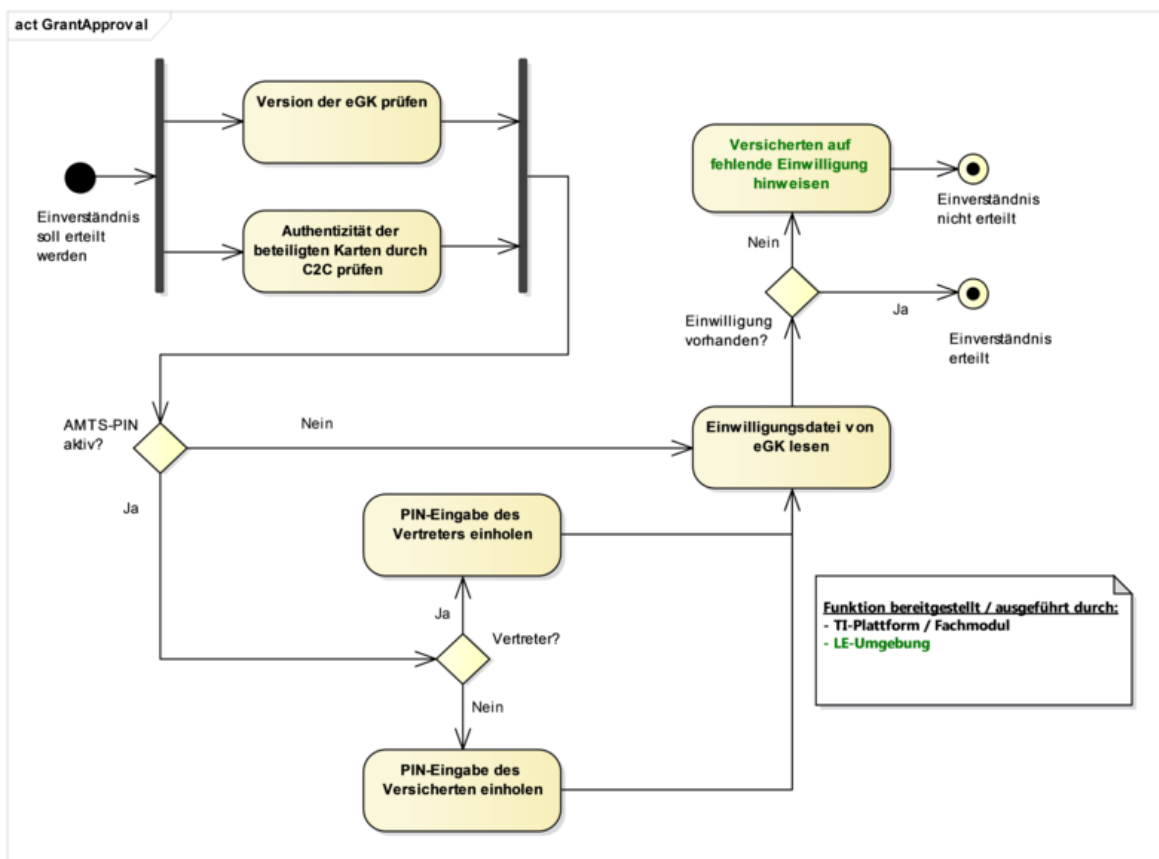 act GrantApproval
Version der eGK prüfen
Einverständnis
soll erteilt
werden
Authentizität der
beteiligten Karten durch
C2C prüfen
Versicherten auf
fehlende Einwilligung
hinweisen
Einverständnis
nicht erteilt
Nein
Einwilligung
vorhanden?
Ja
Einverständnis
erteilt
AMTS-PIN
aktiv?
Nein
Einwilligungsdatei von
eGK lesen
Ja
PIN-Eingabe des
Vertreters einholen
Ja
Vertreter?
Nein
PIN-Eingabe des
Versicherten einholen
Funktion bereitgestellt / ausgeführt durch:
- TI-Plattform / Fachmodul
- LE-Umgebung